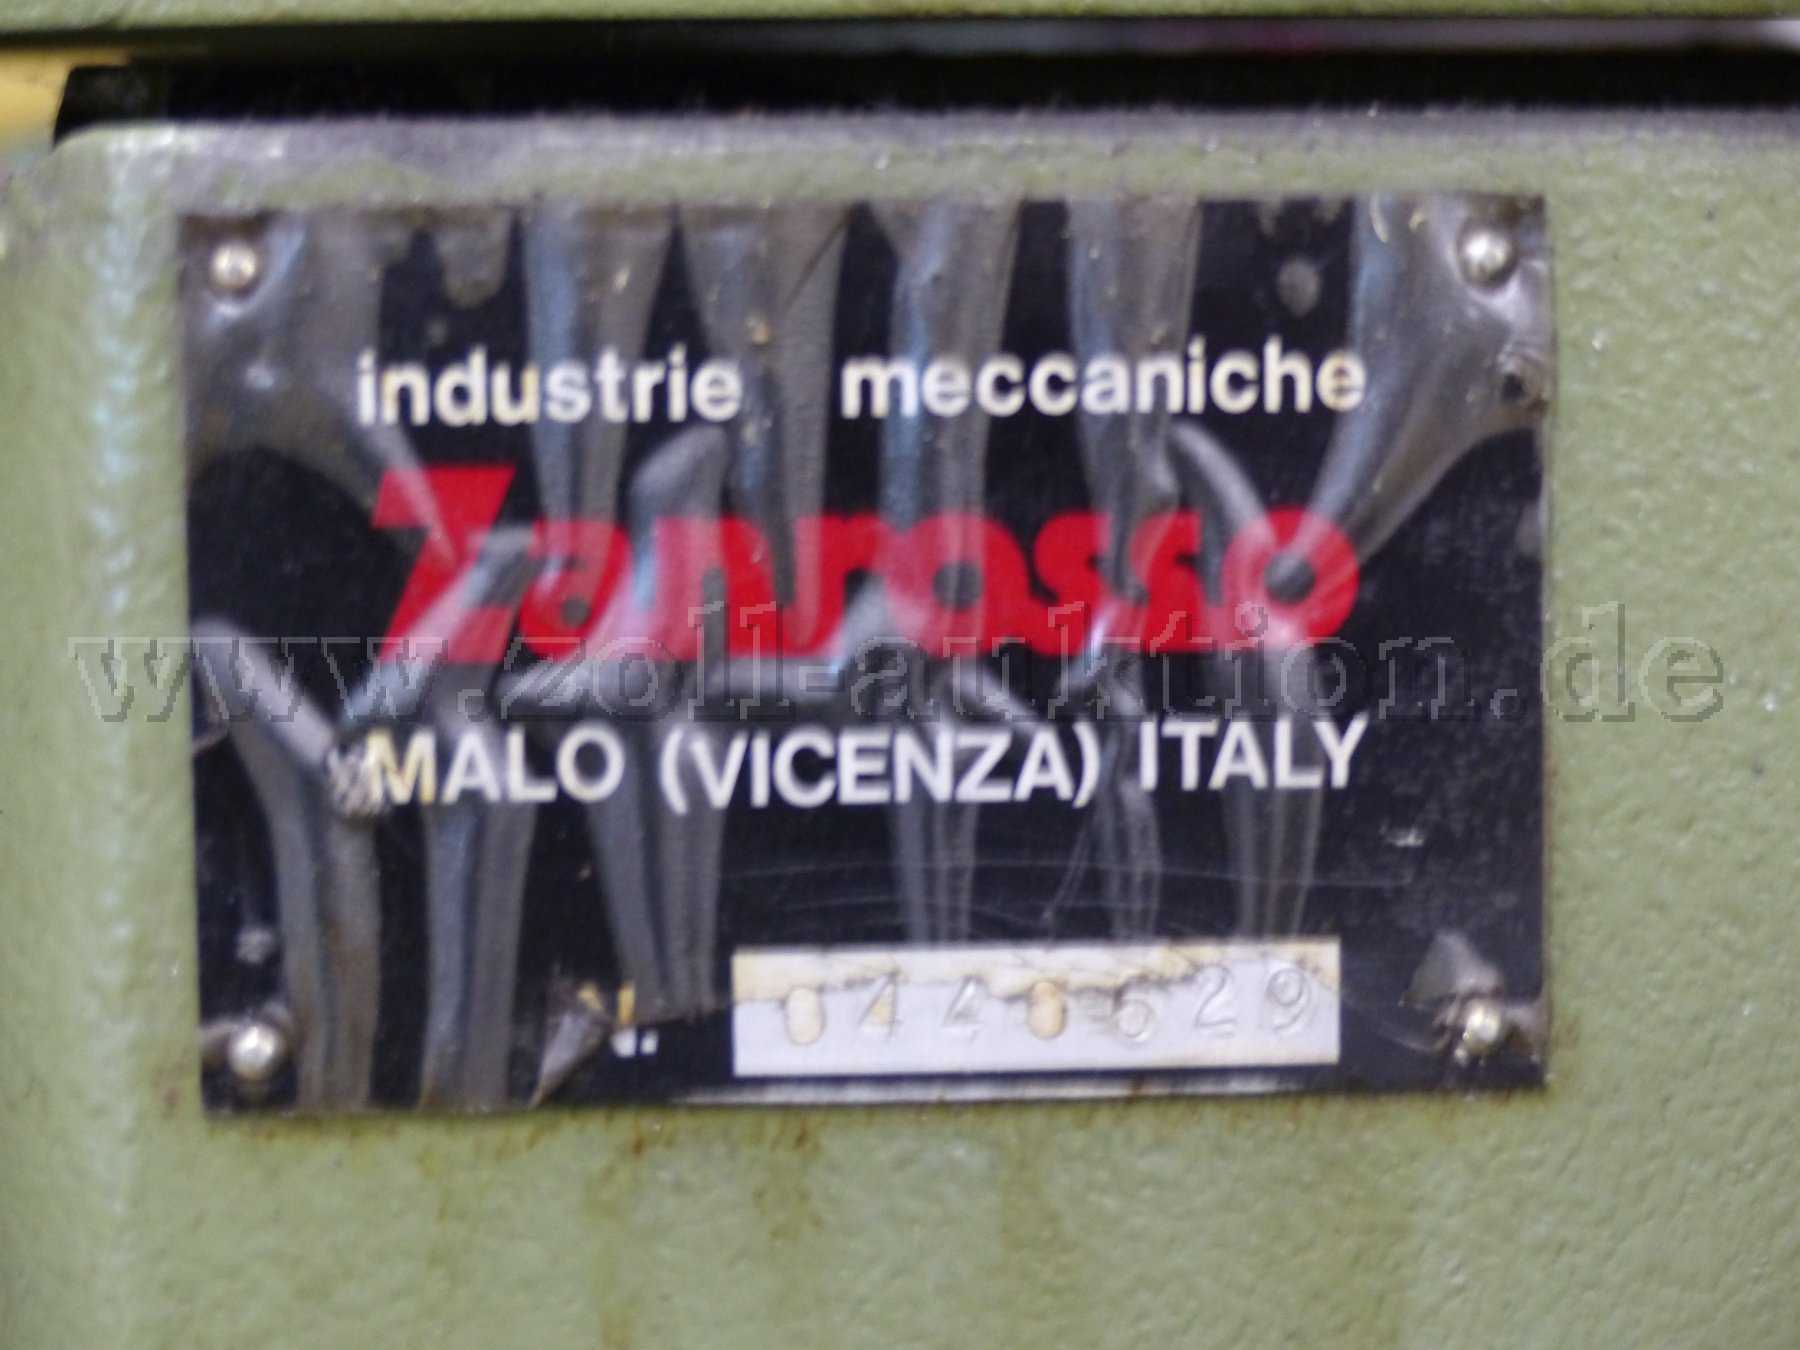 industrie meccaniche
Zanrosso
www.zoll-auktion.de
MALO (VICENZA) ITALY